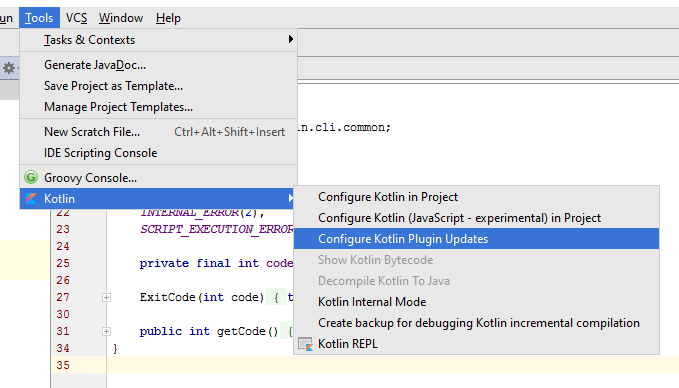 un Tools VCS Window Help
Tasks & Contexts
Generate JavaDoc...
Save Project as Template...
Manage Project Templates...
New Scratch File... Ctrl+Alt+Shift+Insert
in.cli.common;
IDE Scripting Console
Groovy Console...
Kotlin
Configure Kotlin in Project
Configure Kotlin (JavaScript - experimental) in Project
Configure Kotlin Plugin Updates
Show Kotlin Bytecode
Decompile Kotlin To Java
Kotlin Internal Mode
Create backup for debugging Kotlin incremental compilation
Kotlin REPL
22 INTERNAL_ERROR(2),
23 SCRIPT_EXECUTION_ERROR
24
25 private final int code
26
27 ExitCode(int code) { t
30
31 public int getCode() {
34 }
35